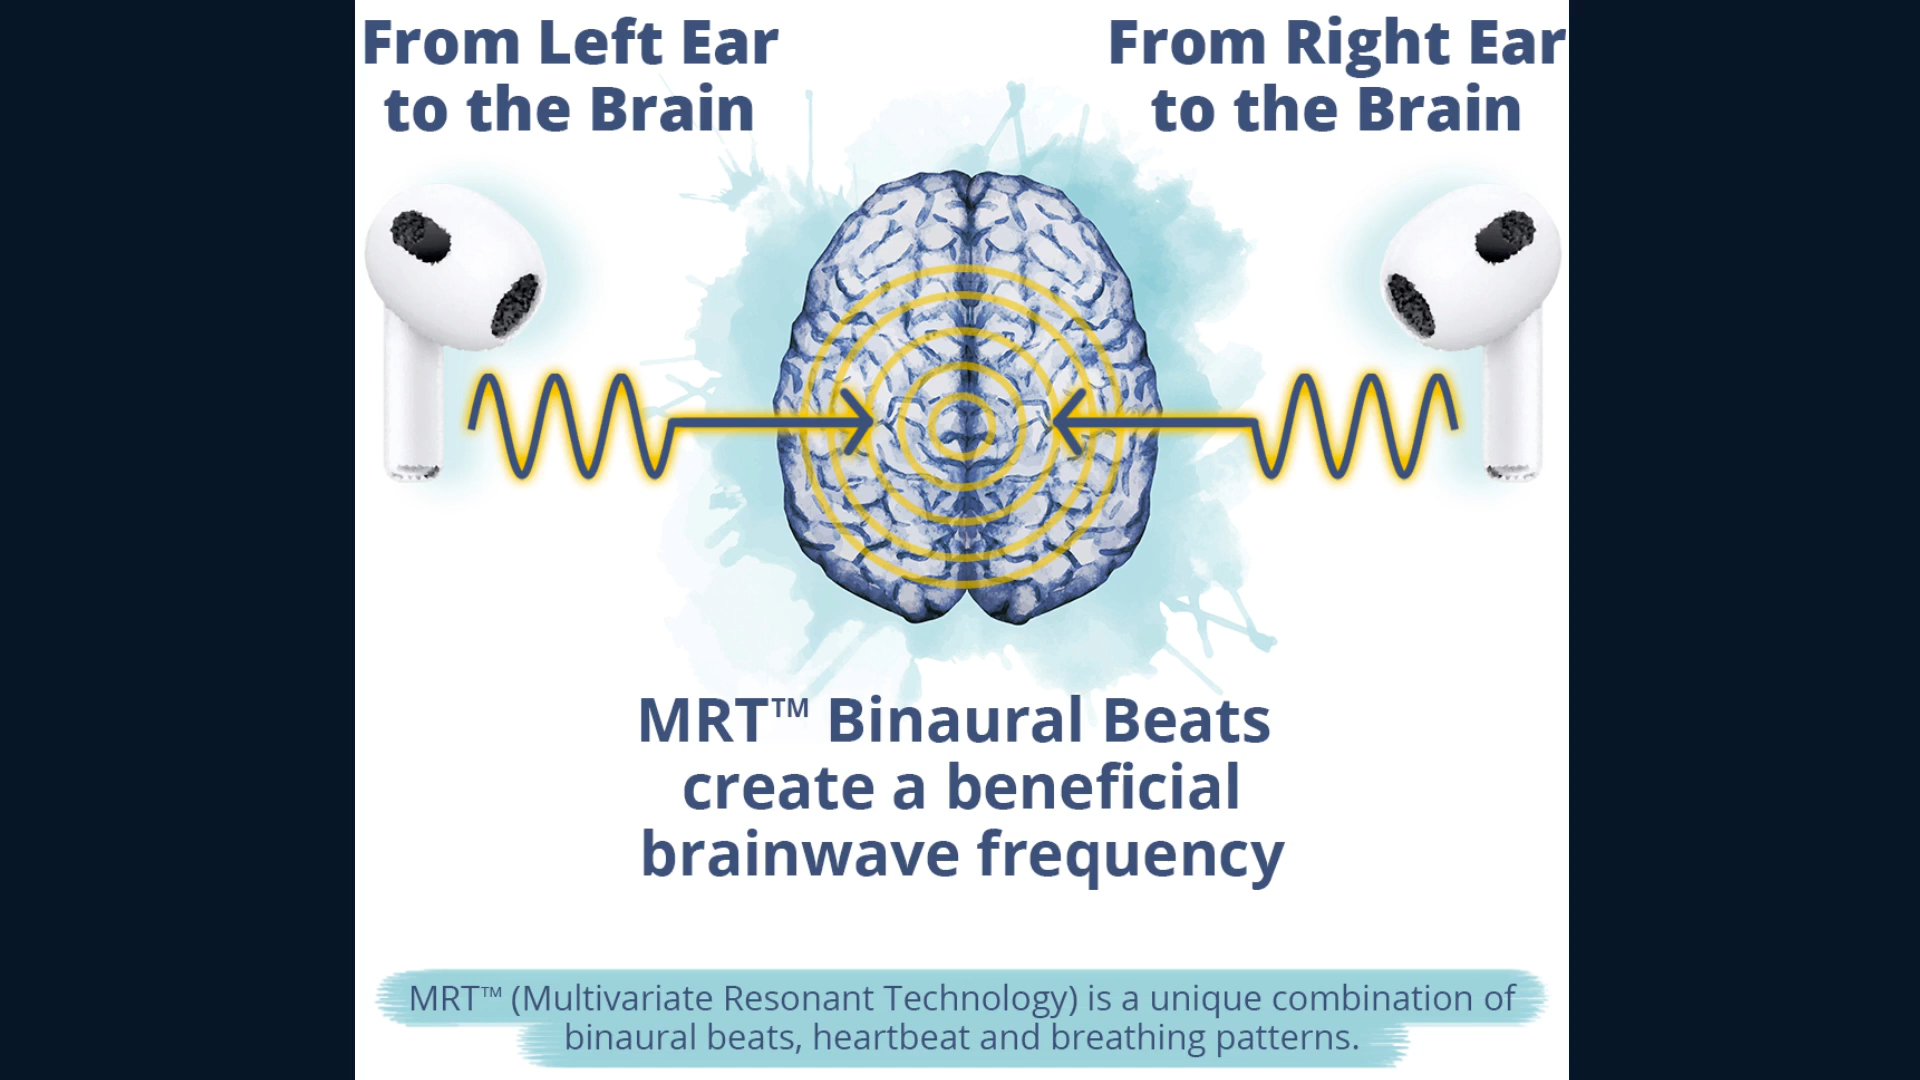 From Left Ear
to the Brain
From Right Ear
to the Brain
MRT™ Binaural Beats
create a beneficial
brainwave frequency
MRT™ (Multivariate Resonant Technology) is a unique combination of
binaural beats, heartbeat and breathing patterns.